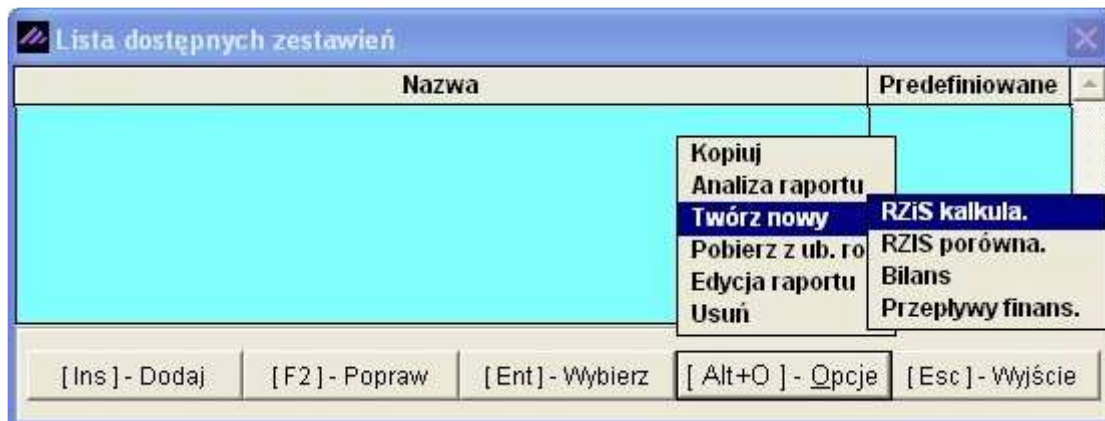 Lista dostępnych zestawień
Nazwa
Predefiniowane
Kopiuj
Analiza raportu
Twórz nowy
Pobierz z ub. ro
Edycja raportu
Usuń
RZiS kalkula.
RZIS porówna.
Bilans
Przepływy finans.
[ Ins ] - Dodaj
[ F2 ] - Popraw
[ Ent ] - Wybierz
[ Alt+O ] - Opcje
[ Esc ] - Wyjście